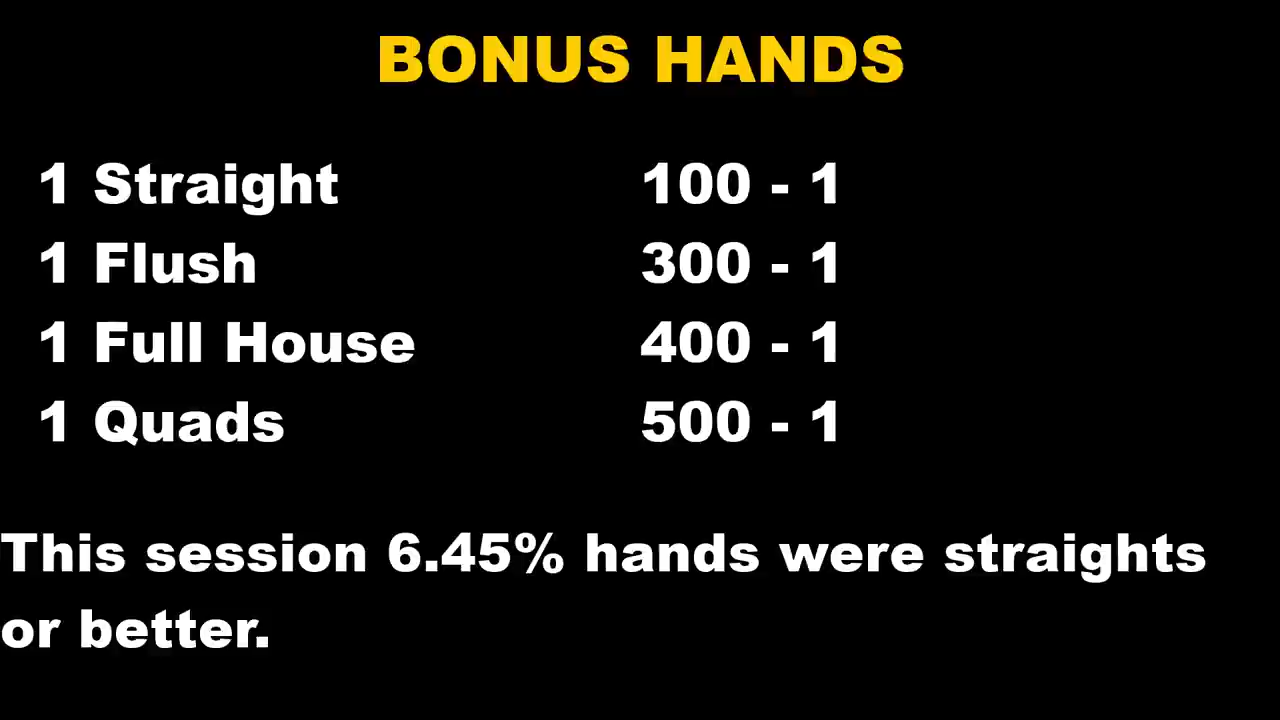 BONUS HANDS
1 Straight 100 - 1
1 Flush 300 - 1
1 Full House 400 - 1
1 Quads 500 - 1
This session 6.45% hands were straights
or better.